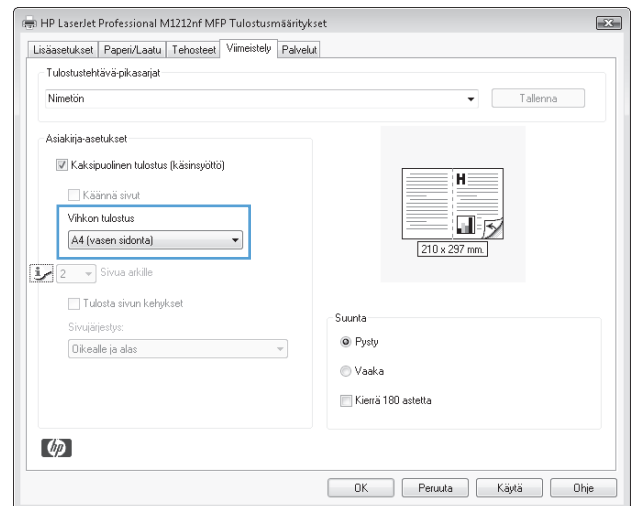 HP LaserJet Professional M1212nf MFP Tulostusmääritykset
Lisäasetukset Paperi/Laatu Tehosteet Viimeistely Palvelut
Tulostustehtävä-pikasarjat
Nimetön
Tallenna
Asiakirja-asetukset
Kaksipuolinen tulostus (käsinsyöttö)
Käännä sivut
Vihkon tulostus
A4 (vasen sidonta)
2 Sivua arkille
Tulosta sivun kehykset
Sivujärjestys:
Oikealle ja alas
H
210 x 297 mm.
Suunta
Pysty
Vaaka
Kierrä 180 astetta
hp
OK Peruuta Käytä Ohje